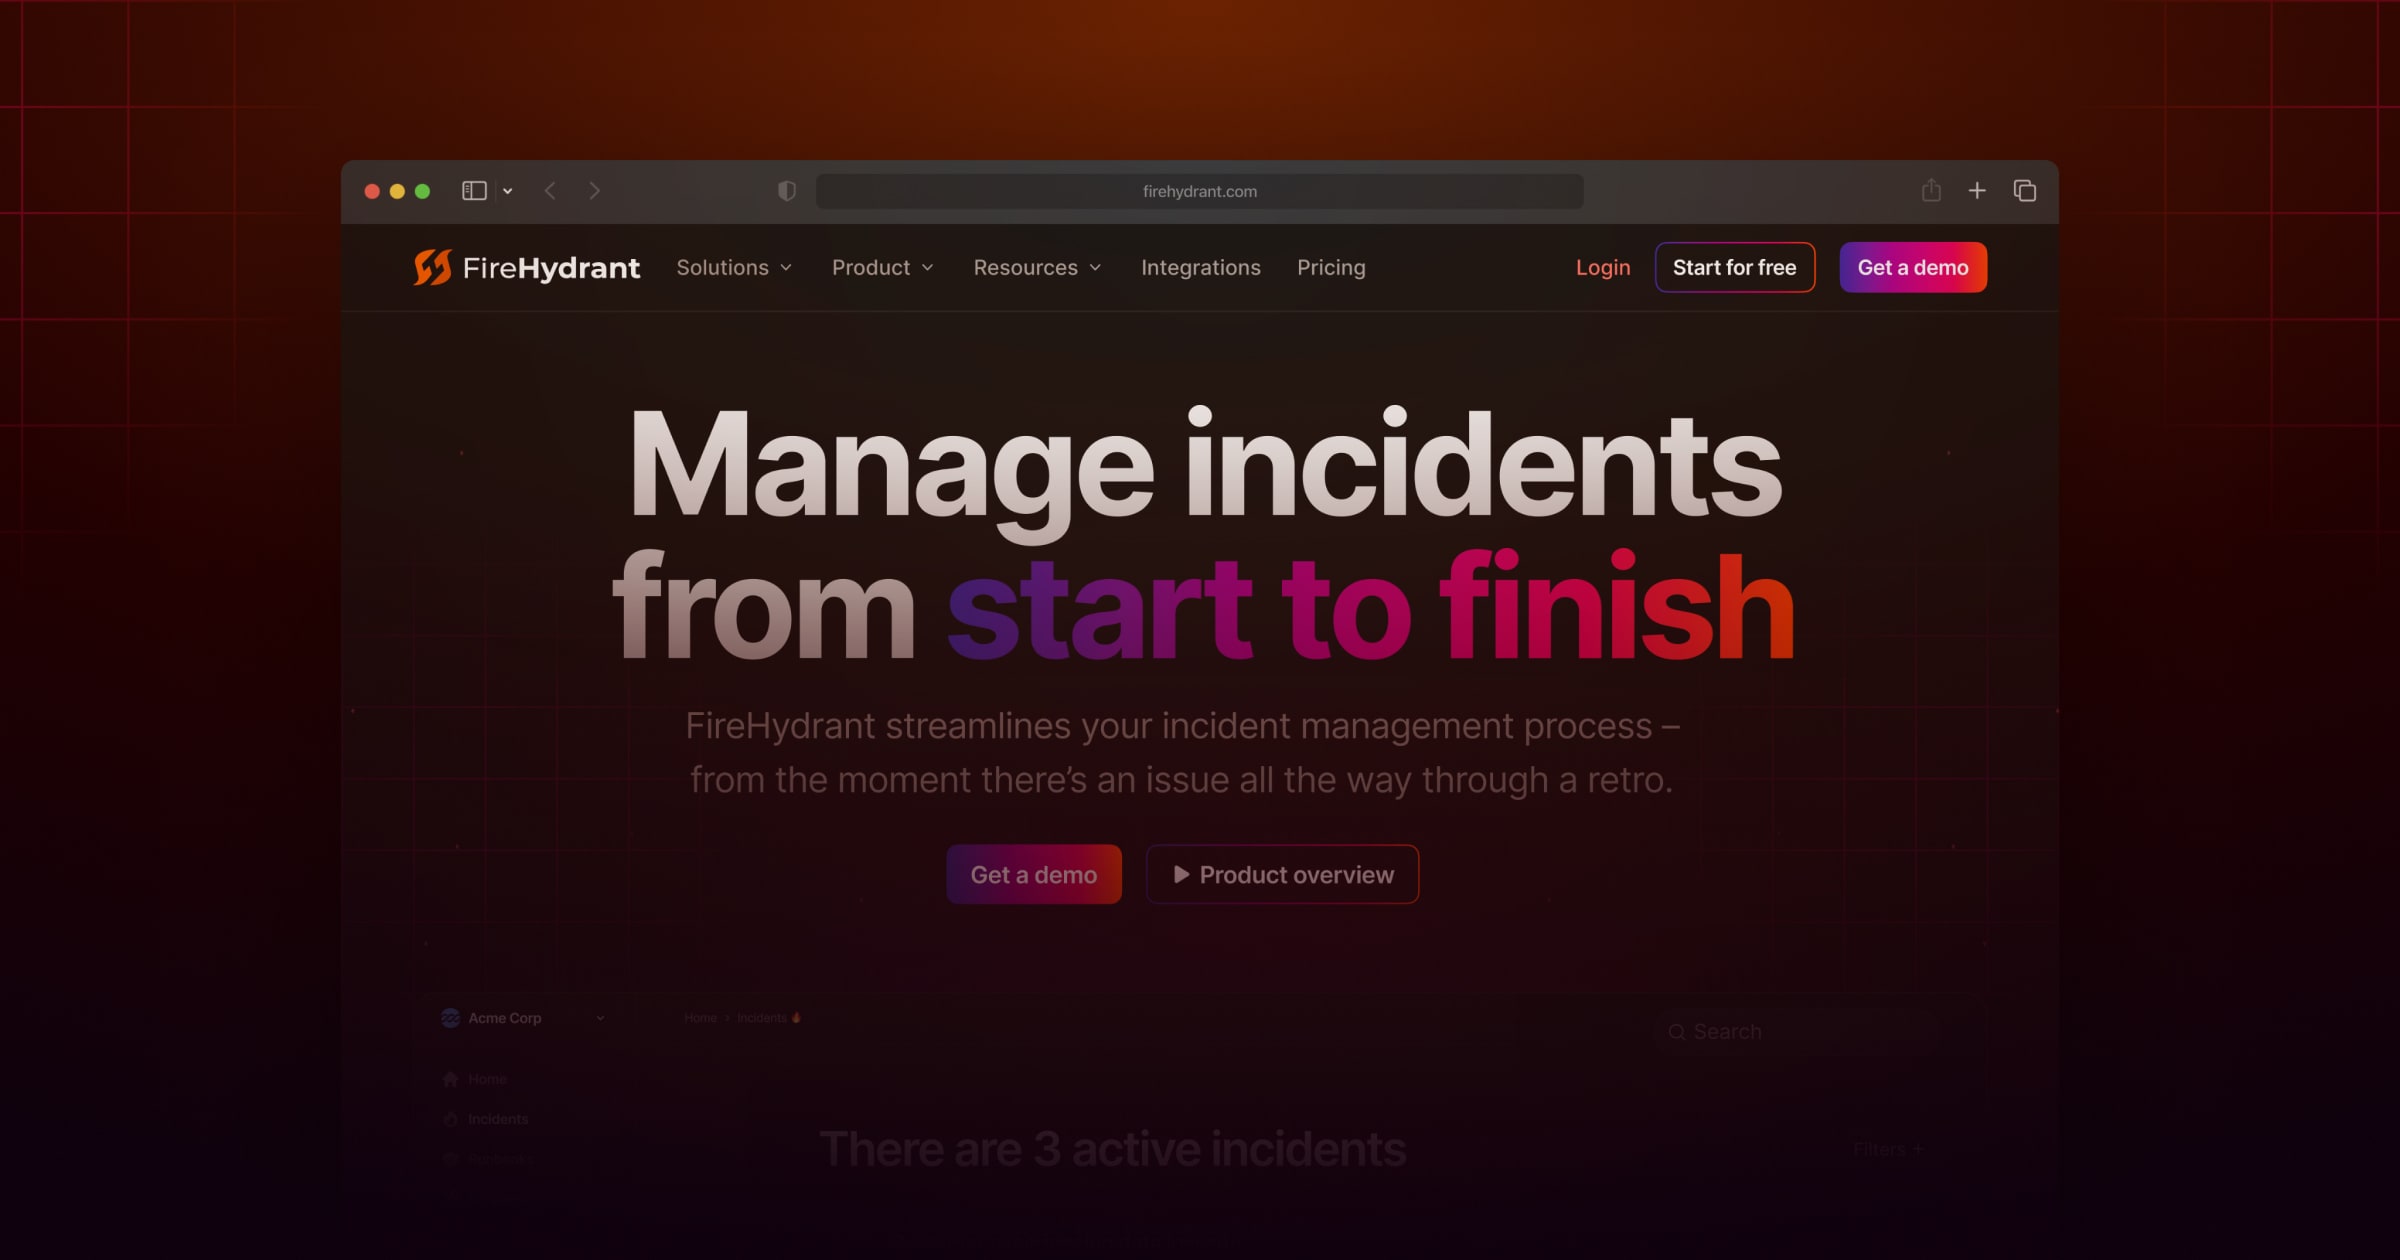 firehydrant.com
FireHydrant Solutions Product Resources Integrations Pricing Login Start for free Get a demo
Manage incidents
from start to finish
FireHydrant streamlines your incident management process –
from the moment there’s an issue all the way through a retro.
Get a demo Product overview
Acme Corp Home > Incidents
Search
Home
Incidents
Runbooks
There are 3 active incidents Filters +